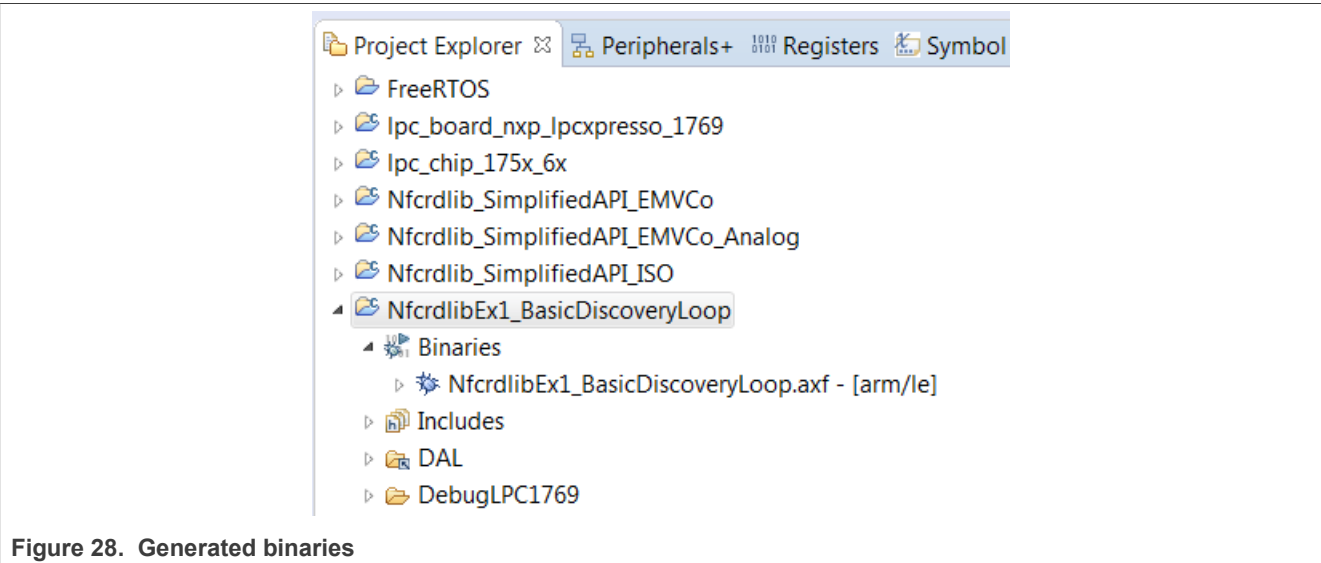 Project Explorer Peripherals+ Registers Symbol
FreeRTOS
lpc_board_nxp_lpcxpresso_1769
lpc_chip_175x_6x
Nfcrdlib_SimplifiedAPI_EMVCo
Nfcrdlib_SimplifiedAPI_EMVCo_Analog
Nfcrdlib_SimplifiedAPI_ISO
NfcrdlibEx1_BasicDiscoveryLoop
Binaries
NfcrdlibEx1_BasicDiscoveryLoop.axf - [arm/le]
Includes
DAL
DebugLPC1769
Figure 28. Generated binaries